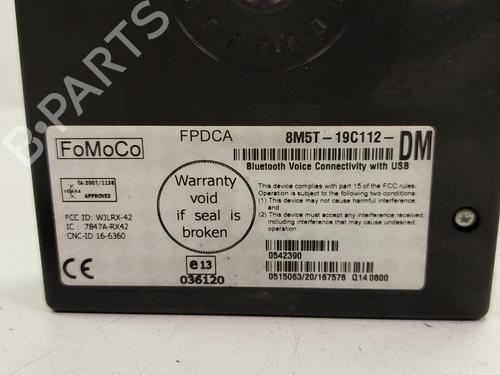 B-PARTS
FPDCA
8M5T-19C112-DM
FoMoCo
Bluetooth Voice Connectivity with USB
TA-2007/1136
APPROVED
Warranty
void
if seal is
broken
This device complies with part 15 of the FCC rules.
Operation is subject to the following two conditions:
(1) This device may not cause harmful interference,
and
(2) This device must accept any interference received,
including interference that may cause undesired
operation.
FCC ID: WJLRX-42
IC : 7847A-RX42
CNC-ID 16-6360
CE
e13
036120
0542390
0515063/20/167576 Q14 0600